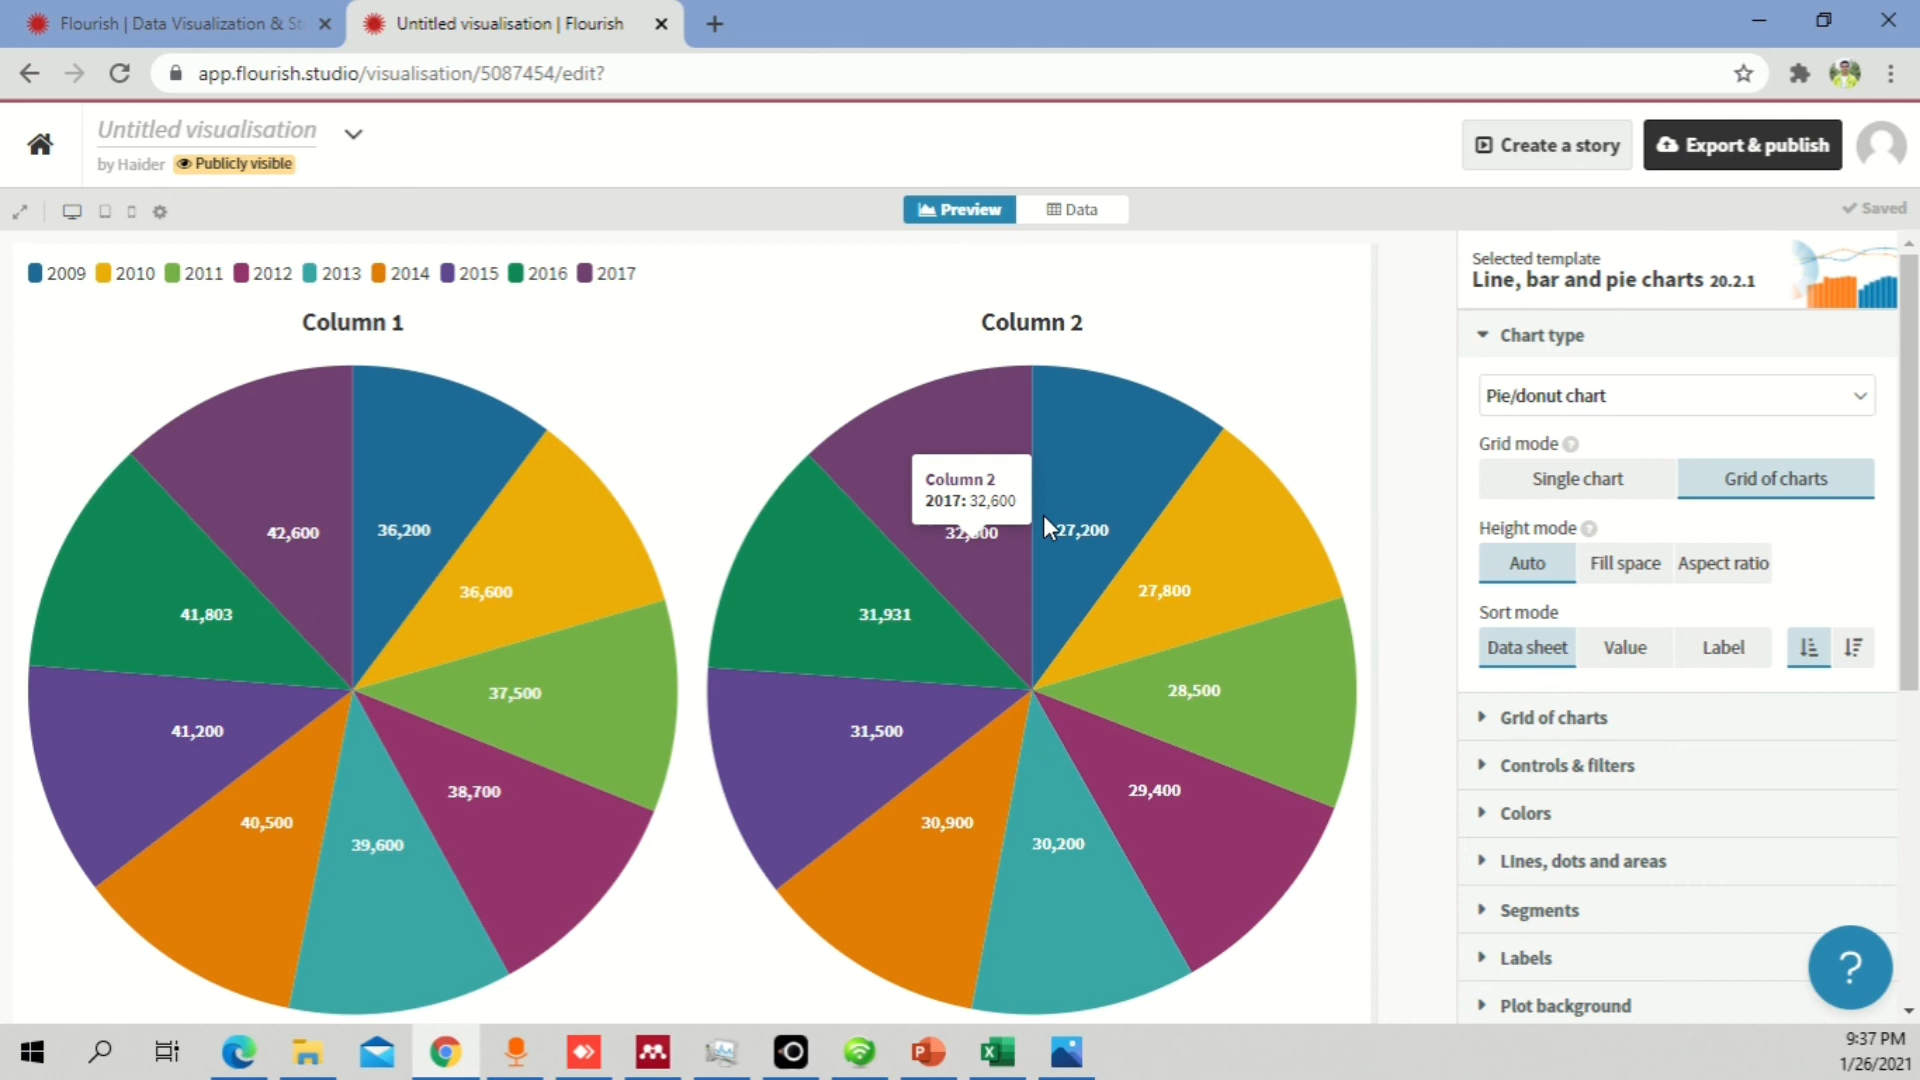 Flourish | Data Visualization & St
Untitled visualisation | Flourish
app.flourish.studio/visualisation/5087454/edit?
Untitled visualisation
by Haider Publicly visible
Create a story
Export & publish
Preview
Data
Saved
2009 2010 2011 2012 2013 2014 2015 2016 2017
Column 1
42,600
36,200
36,600
41,803
37,500
41,200
38,700
40,500
39,600
Column 2
Column 2
2017: 32,600
27,200
27,800
31,931
28,500
31,500
29,400
30,900
30,200
Selected template
Line, bar and pie charts 20.2.1
Chart type
Pie/donut chart
Grid mode ?
Single chart
Grid of charts
Height mode ?
Auto
Fill space
Aspect ratio
Sort mode
Data sheet
Value
Label
Grid of charts
Controls & filters
Colors
Lines, dots and areas
Segments
Labels
Plot background
?
9:37 PM
1/26/2021